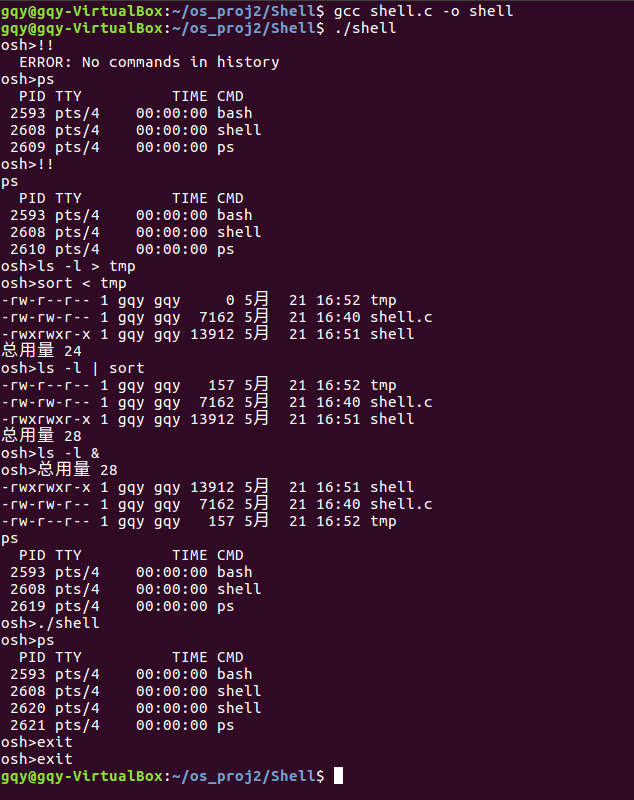 gqy@gqy-VirtualBox:~/os_proj2/Shell$ gcc shell.c -o shell
gqy@gqy-VirtualBox:~/os_proj2/Shell$ ./shell
osh>!!
  ERROR: No commands in history
osh>ps
  PID TTY          TIME CMD
 2593 pts/4    00:00:00 bash
 2608 pts/4    00:00:00 shell
 2609 pts/4    00:00:00 ps
osh>!!
ps
  PID TTY          TIME CMD
 2593 pts/4    00:00:00 bash
 2608 pts/4    00:00:00 shell
 2610 pts/4    00:00:00 ps
osh>ls -l > tmp
osh>sort < tmp
-rw-r--r-- 1 gqy gqy     0 5月  21 16:52 tmp
-rw-rw-r-- 1 gqy gqy  7162 5月  21 16:40 shell.c
-rwxrwxr-x 1 gqy gqy 13912 5月  21 16:51 shell
总用量 24
osh>ls -l | sort
-rw-r--r-- 1 gqy gqy   157 5月  21 16:52 tmp
-rw-rw-r-- 1 gqy gqy  7162 5月  21 16:40 shell.c
-rwxrwxr-x 1 gqy gqy 13912 5月  21 16:51 shell
总用量 28
osh>ls -l &
osh>总用量 28
-rwxrwxr-x 1 gqy gqy 13912 5月  21 16:51 shell
-rw-rw-r-- 1 gqy gqy  7162 5月  21 16:40 shell.c
-rw-r--r-- 1 gqy gqy   157 5月  21 16:52 tmp
ps
  PID TTY          TIME CMD
 2593 pts/4    00:00:00 bash
 2608 pts/4    00:00:00 shell
 2619 pts/4    00:00:00 ps
osh>./shell
osh>ps
  PID TTY          TIME CMD
 2593 pts/4    00:00:00 bash
 2608 pts/4    00:00:00 shell
 2620 pts/4    00:00:00 shell
 2621 pts/4    00:00:00 ps
osh>exit
osh>exit
gqy@gqy-VirtualBox:~/os_proj2/Shell$